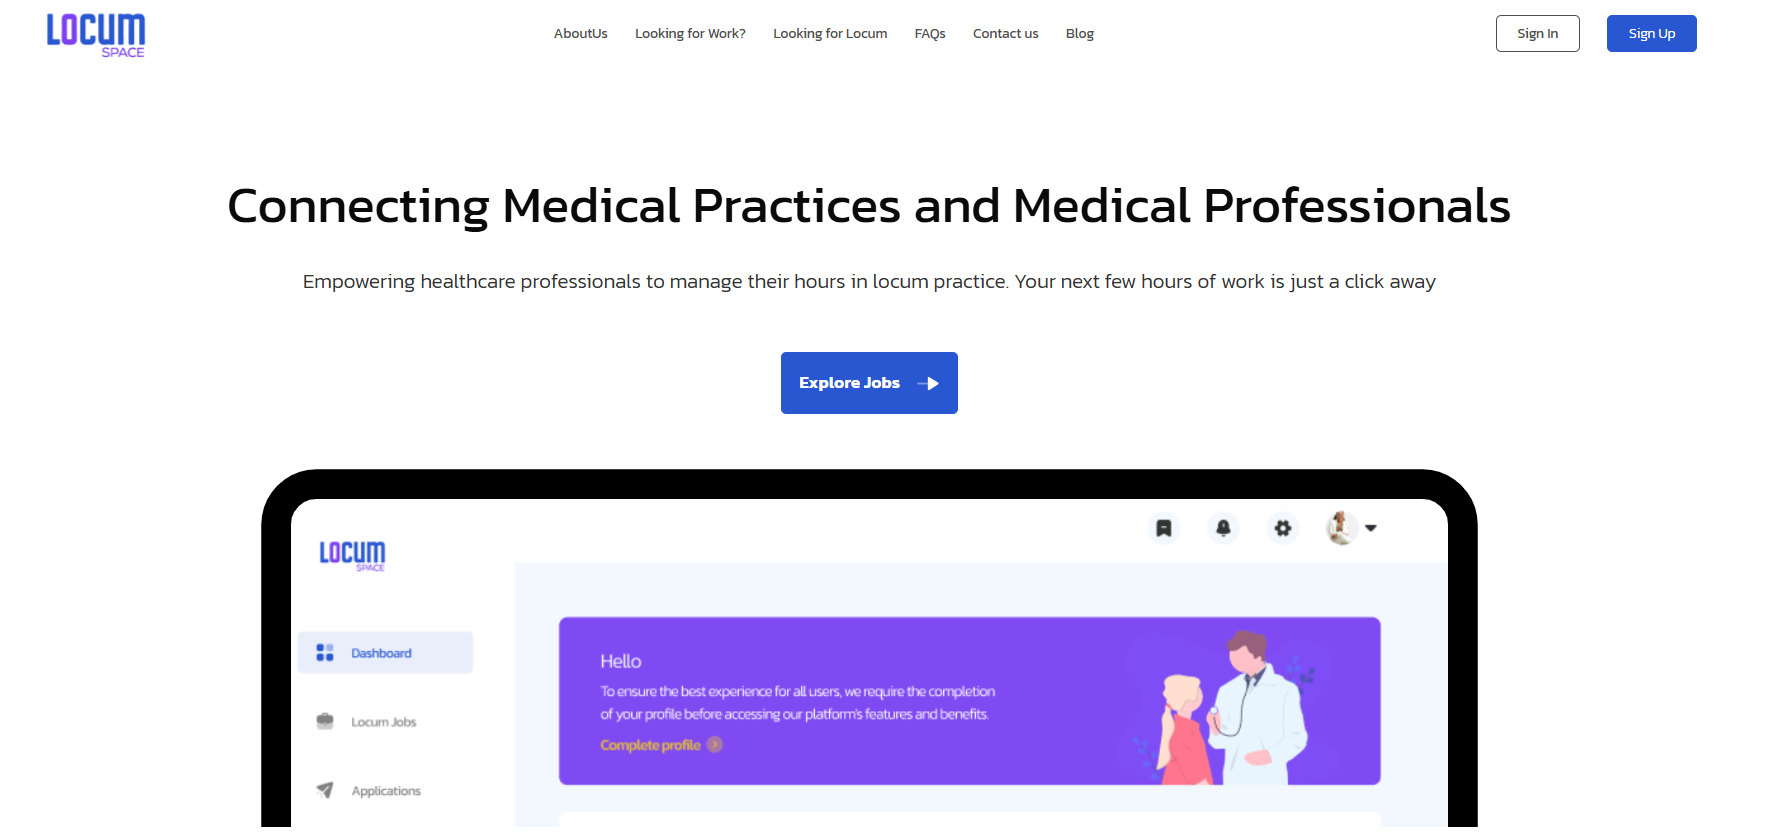 LOCUM
SPACE
AboutUs Looking for Work? Looking for Locum FAQs Contact us Blog
Sign In Sign Up
Connecting Medical Practices and Medical Professionals
Empowering healthcare professionals to manage their hours in locum practice. Your next few hours of work is just a click away
Explore Jobs
LOCUM
SPACE
Dashboard
Locum Jobs
Applications
Hello
To ensure the best experience for all users, we require the completion
of your profile before accessing our platform's features and benefits.
Complete profile